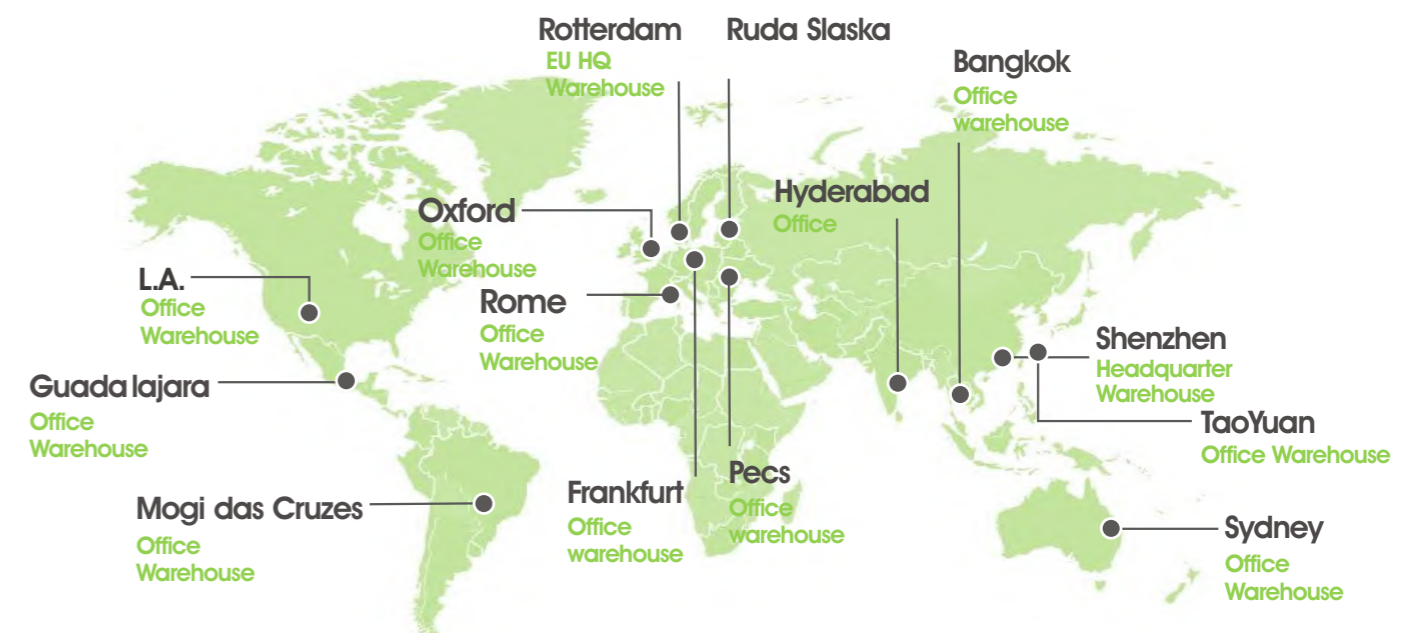 Rotterdam
EU HQ
Warehouse
Ruda Slaska
Bangkok
Office
warehouse
Hyderabad
Office
Oxford
Office
Warehouse
L.A.
Office
Warehouse
Rome
Office
Warehouse
Shenzhen
Headquarter
Warehouse
Guadalajara
Office
Warehouse
TaoYuan
Office Warehouse
Pecs
Office
warehouse
Frankfurt
Office
warehouse
Mogi das Cruzes
Office
Warehouse
Sydney
Office
Warehouse